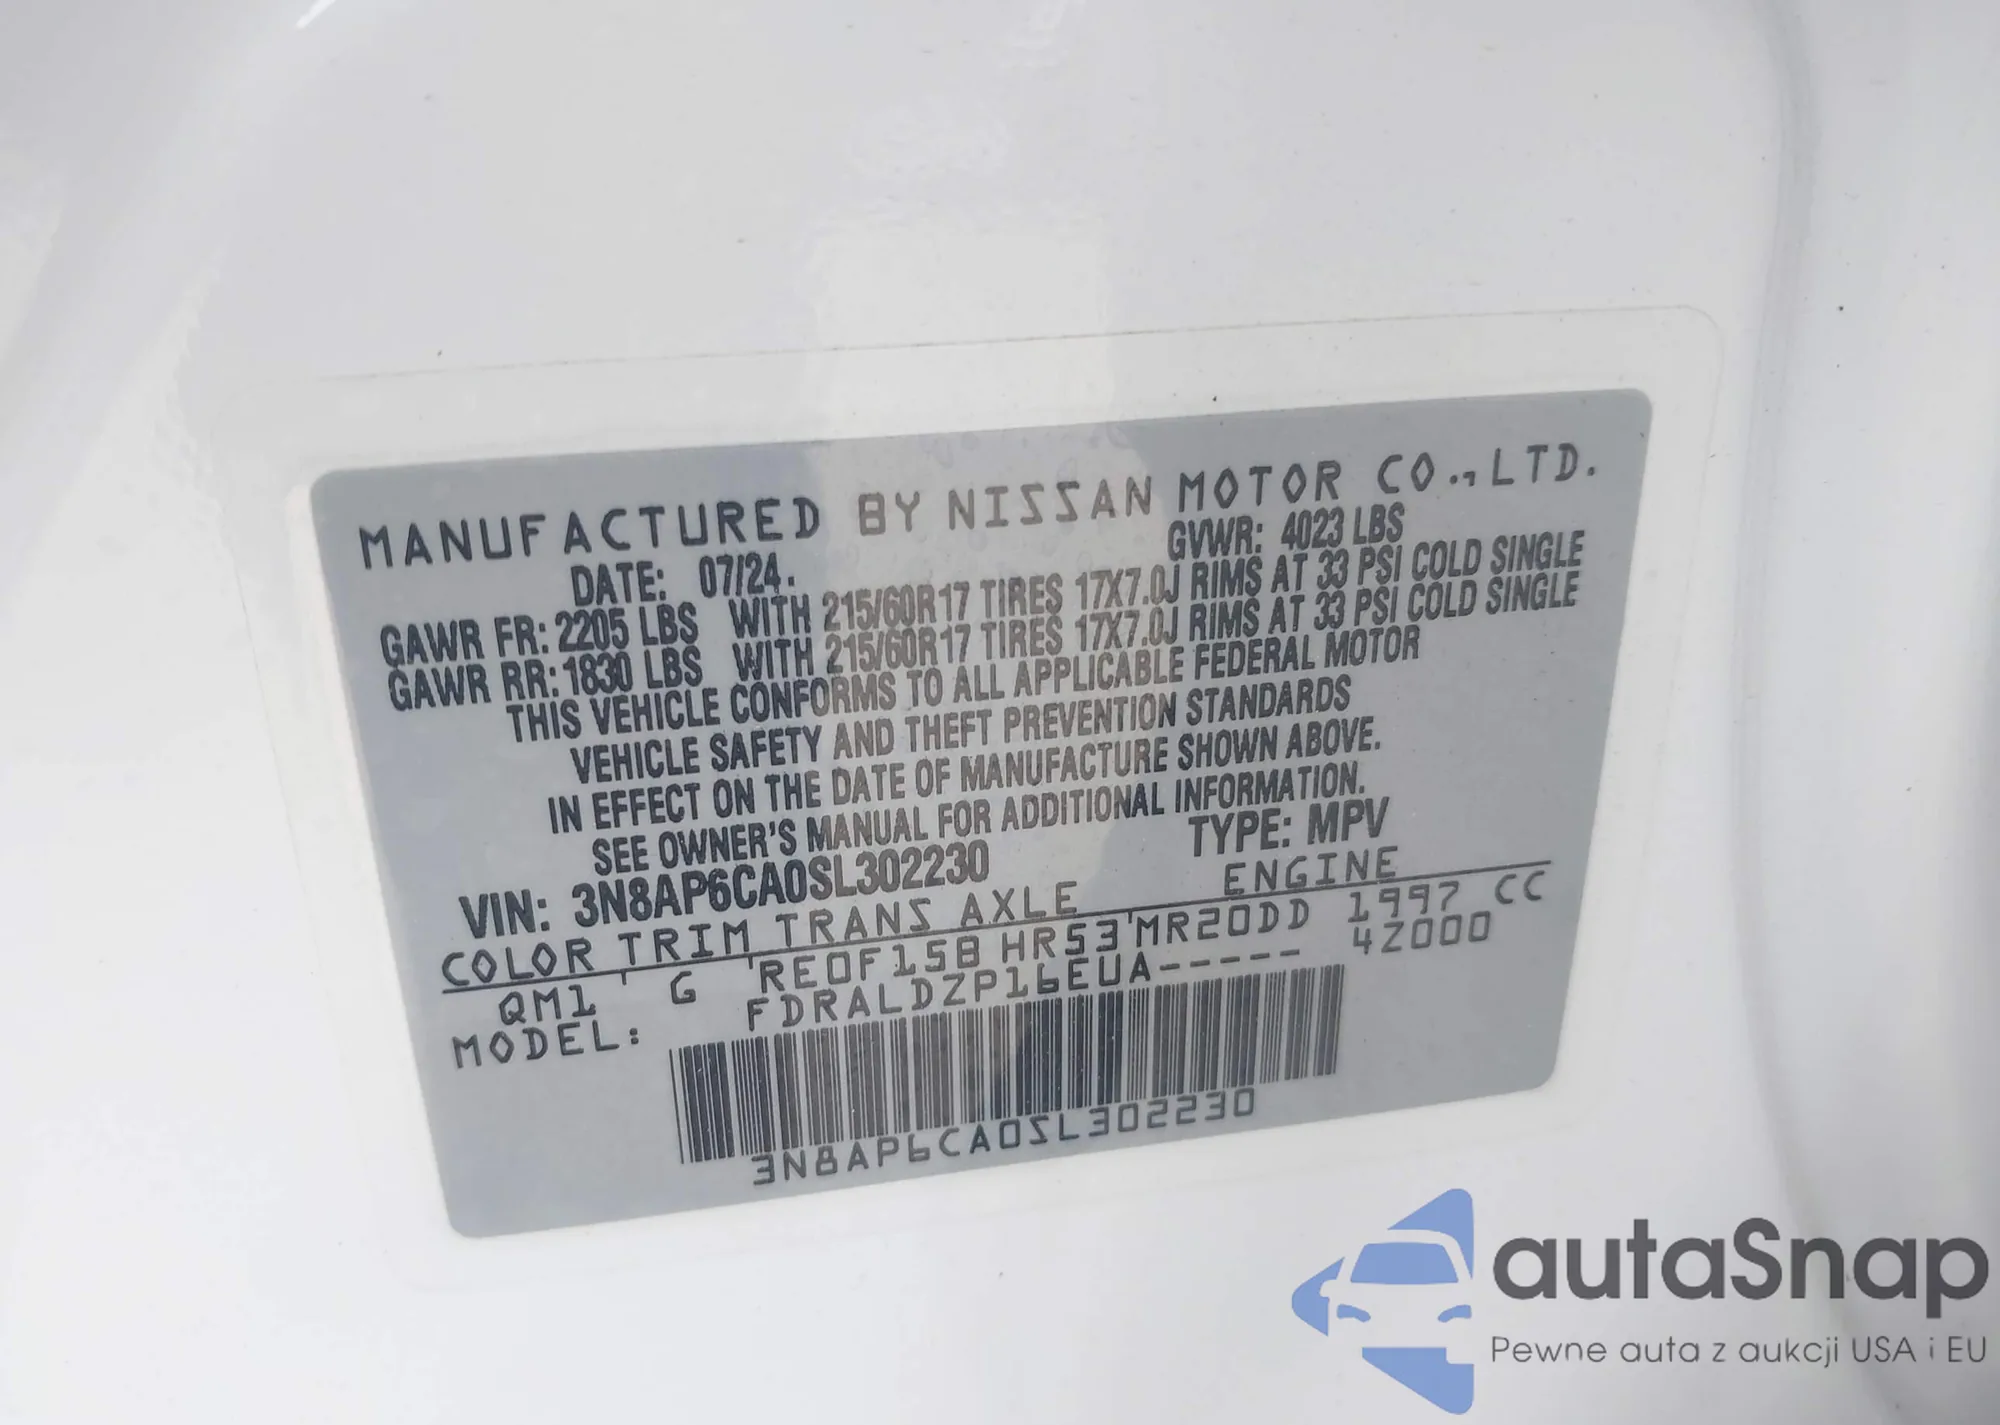 MANUFACTURED BY NISSAN MOTOR CO., LTD.
DATE: 07/24. GVWR: 4023 LBS
GAWR FR: 2205 LBS WITH 215/60R17 TIRES 17X7.0J RIMS AT 33 PSI COLD SINGLE
GAWR RR: 1830 LBS WITH 215/60R17 TIRES 17X7.0J RIMS AT 33 PSI COLD SINGLE
THIS VEHICLE CONFORMS TO ALL APPLICABLE FEDERAL MOTOR
VEHICLE SAFETY AND THEFT PREVENTION STANDARDS
IN EFFECT ON THE DATE OF MANUFACTURE SHOWN ABOVE.
SEE OWNER'S MANUAL FOR ADDITIONAL INFORMATION.
VIN: 3N8AP6CA0SL302230 TYPE: MPV
COLOR TRIM TRANS AXLE ENGINE
QM1 G RE0F15B HR53 MR20DD 1997 CC
MODEL: FDRALDZP16EUA----- 4Z000
3N8AP6CA0SL302230
autaSnap
Pewne auta z aukcji USA i EU